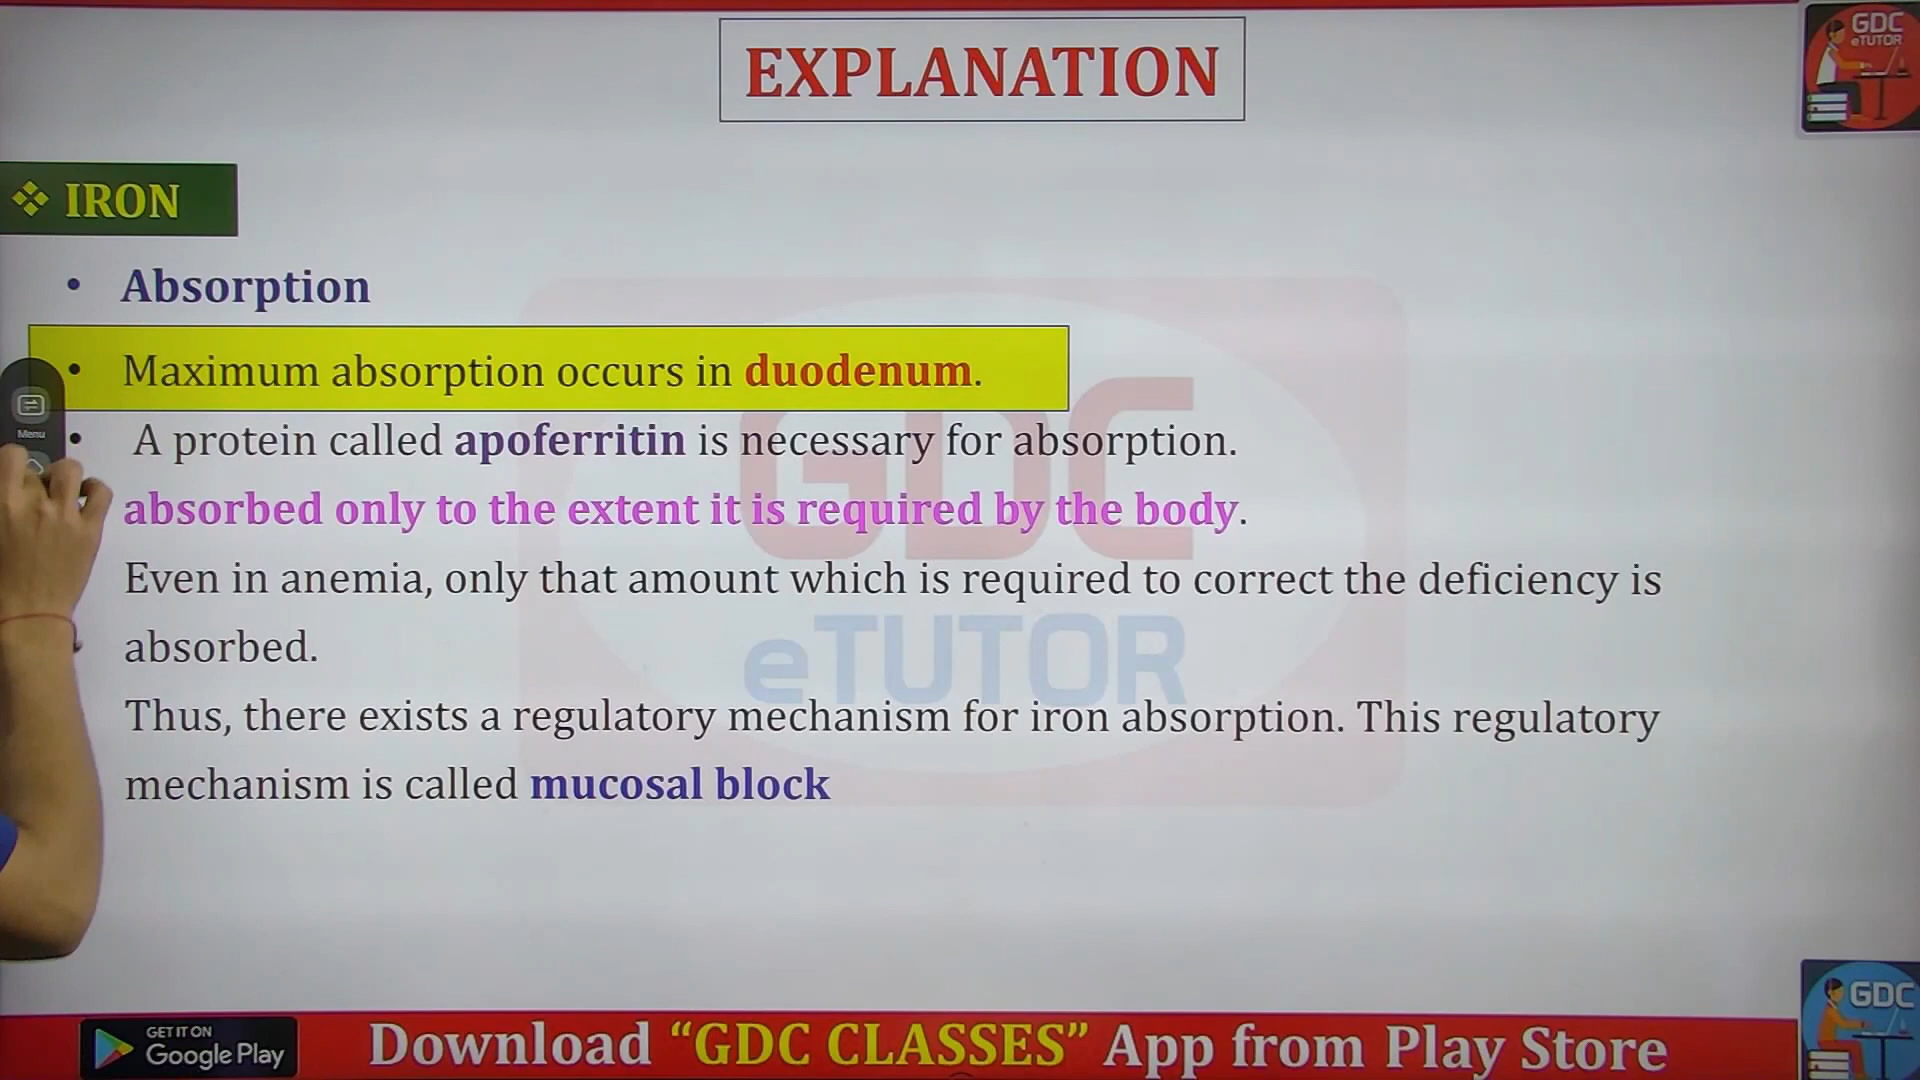 EXPLANATION
GDC
eTUTOR
❖ IRON
• Absorption
• Maximum absorption occurs in duodenum.
• A protein called apoferritin is necessary for absorption.
absorbed only to the extent it is required by the body.
Even in anemia, only that amount which is required to correct the deficiency is
absorbed.
Thus, there exists a regulatory mechanism for iron absorption. This regulatory
mechanism is called mucosal block
Menu
GDC
eTUTOR
GDC
GET IT ON
Google Play
Download “GDC CLASSES” App from Play Store